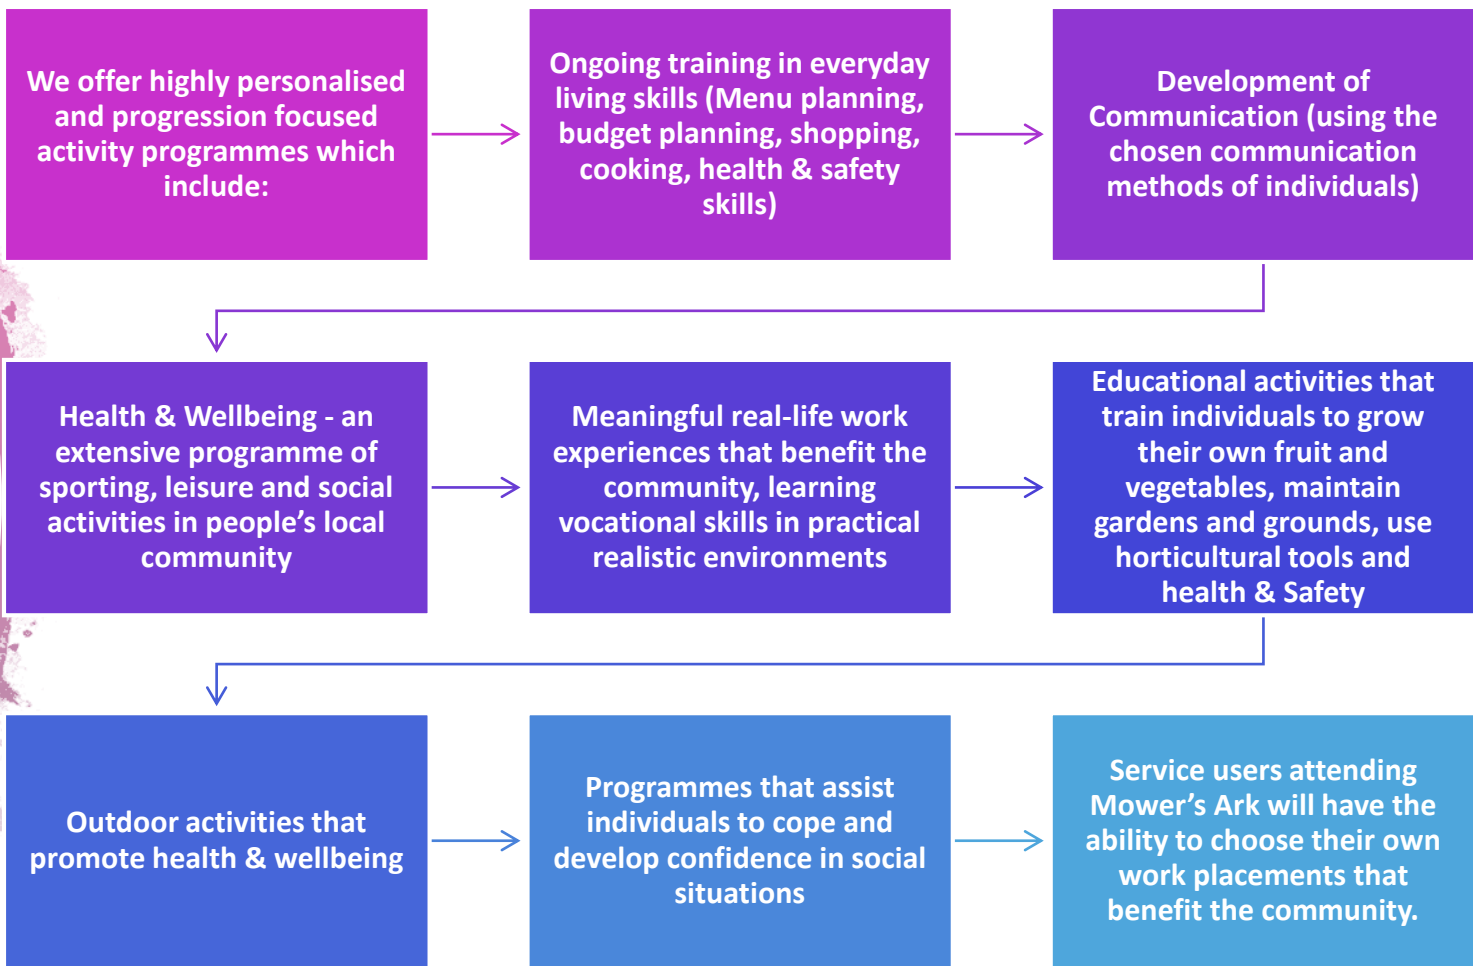 We offer highly personalised
and progression focused
activity programmes which
include:
Ongoing training in everyday
living skills (Menu planning,
budget planning, shopping,
cooking, health & safety
skills)
Development of
Communication (using the
chosen communication
methods of individuals)
Health & Wellbeing - an
extensive programme of
sporting, leisure and social
activities in people’s local
community
Meaningful real-life work
experiences that benefit the
community, learning
vocational skills in practical
realistic environments
Educational activities that
train individuals to grow
their own fruit and
vegetables, maintain
gardens and grounds, use
horticultural tools and
health & Safety
Outdoor activities that
promote health & wellbeing
Programmes that assist
individuals to cope and
develop confidence in social
situations
Service users attending
Mower’s Ark will have the
ability to choose their own
work placements that
benefit the community.